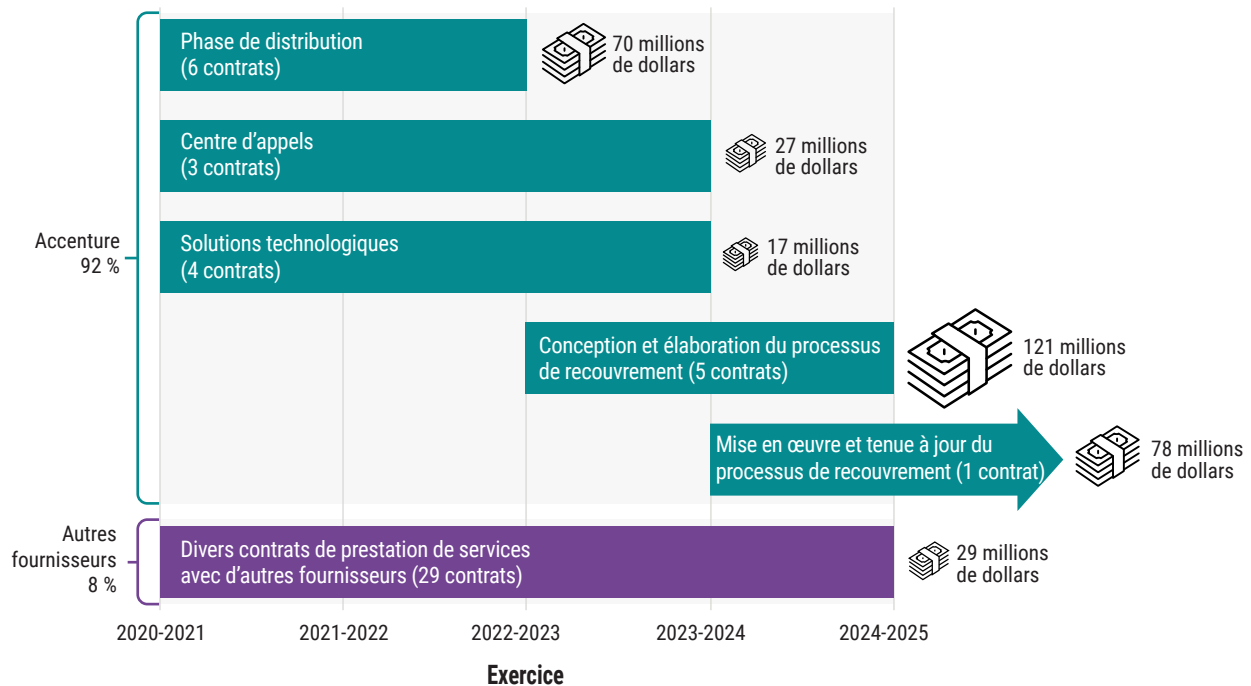 Phase de distribution
(6 contrats)
70 millions
de dollars
Centre d'appels
(3 contrats)
27 millions
de dollars
Accenture
92 %
Solutions technologiques
(4 contrats)
17 millions
de dollars
Conception et élaboration du processus
de recouvrement (5 contrats)
121 millions
de dollars
Mise en œuvre et tenue à jour du
processus de recouvrement (1 contrat)
78 millions
de dollars
Autres
fournisseurs
8 %
Divers contrats de prestation de services
avec d'autres fournisseurs (29 contrats)
29 millions
de dollars
2020-2021 2021-2022 2022-2023 2023-2024 2024-2025
Exercice